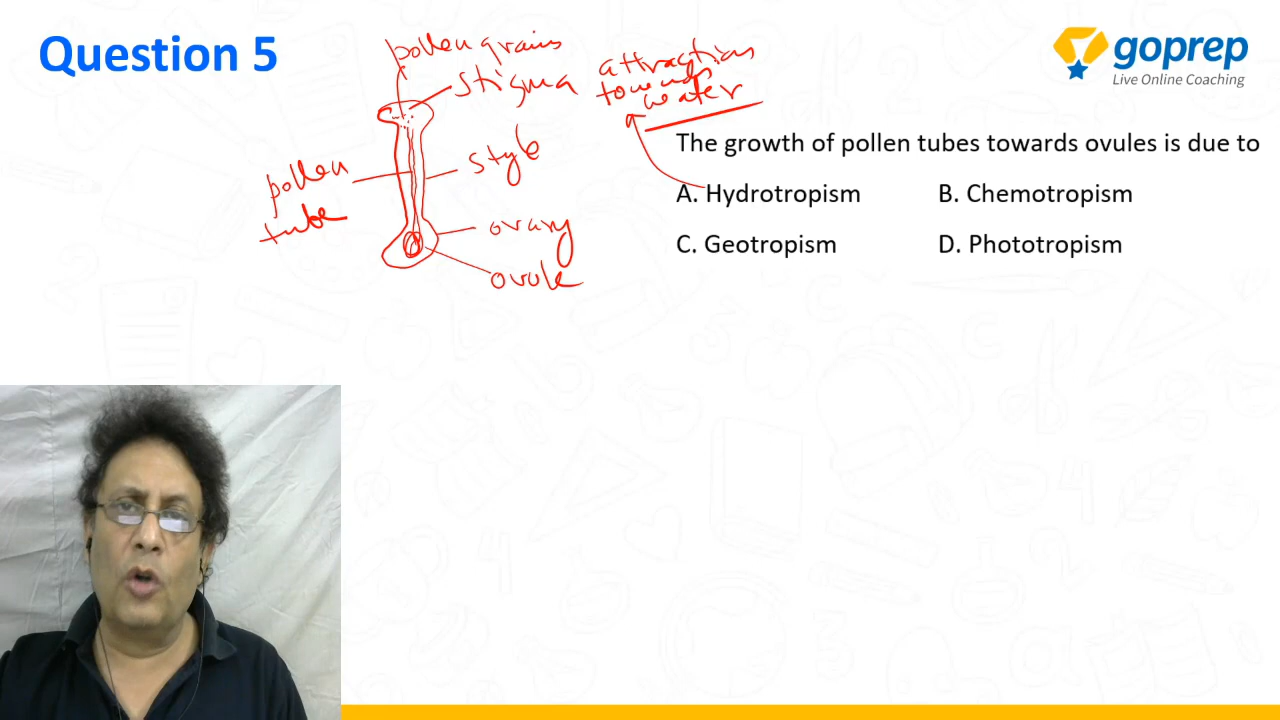 Question 5
goprep
Live Online Coaching
pollen grains
stigma
attraction
towards
water
pollen
tube
style
ovary
ovule
The growth of pollen tubes towards ovules is due to
A. Hydrotropism B. Chemotropism
C. Geotropism D. Phototropism